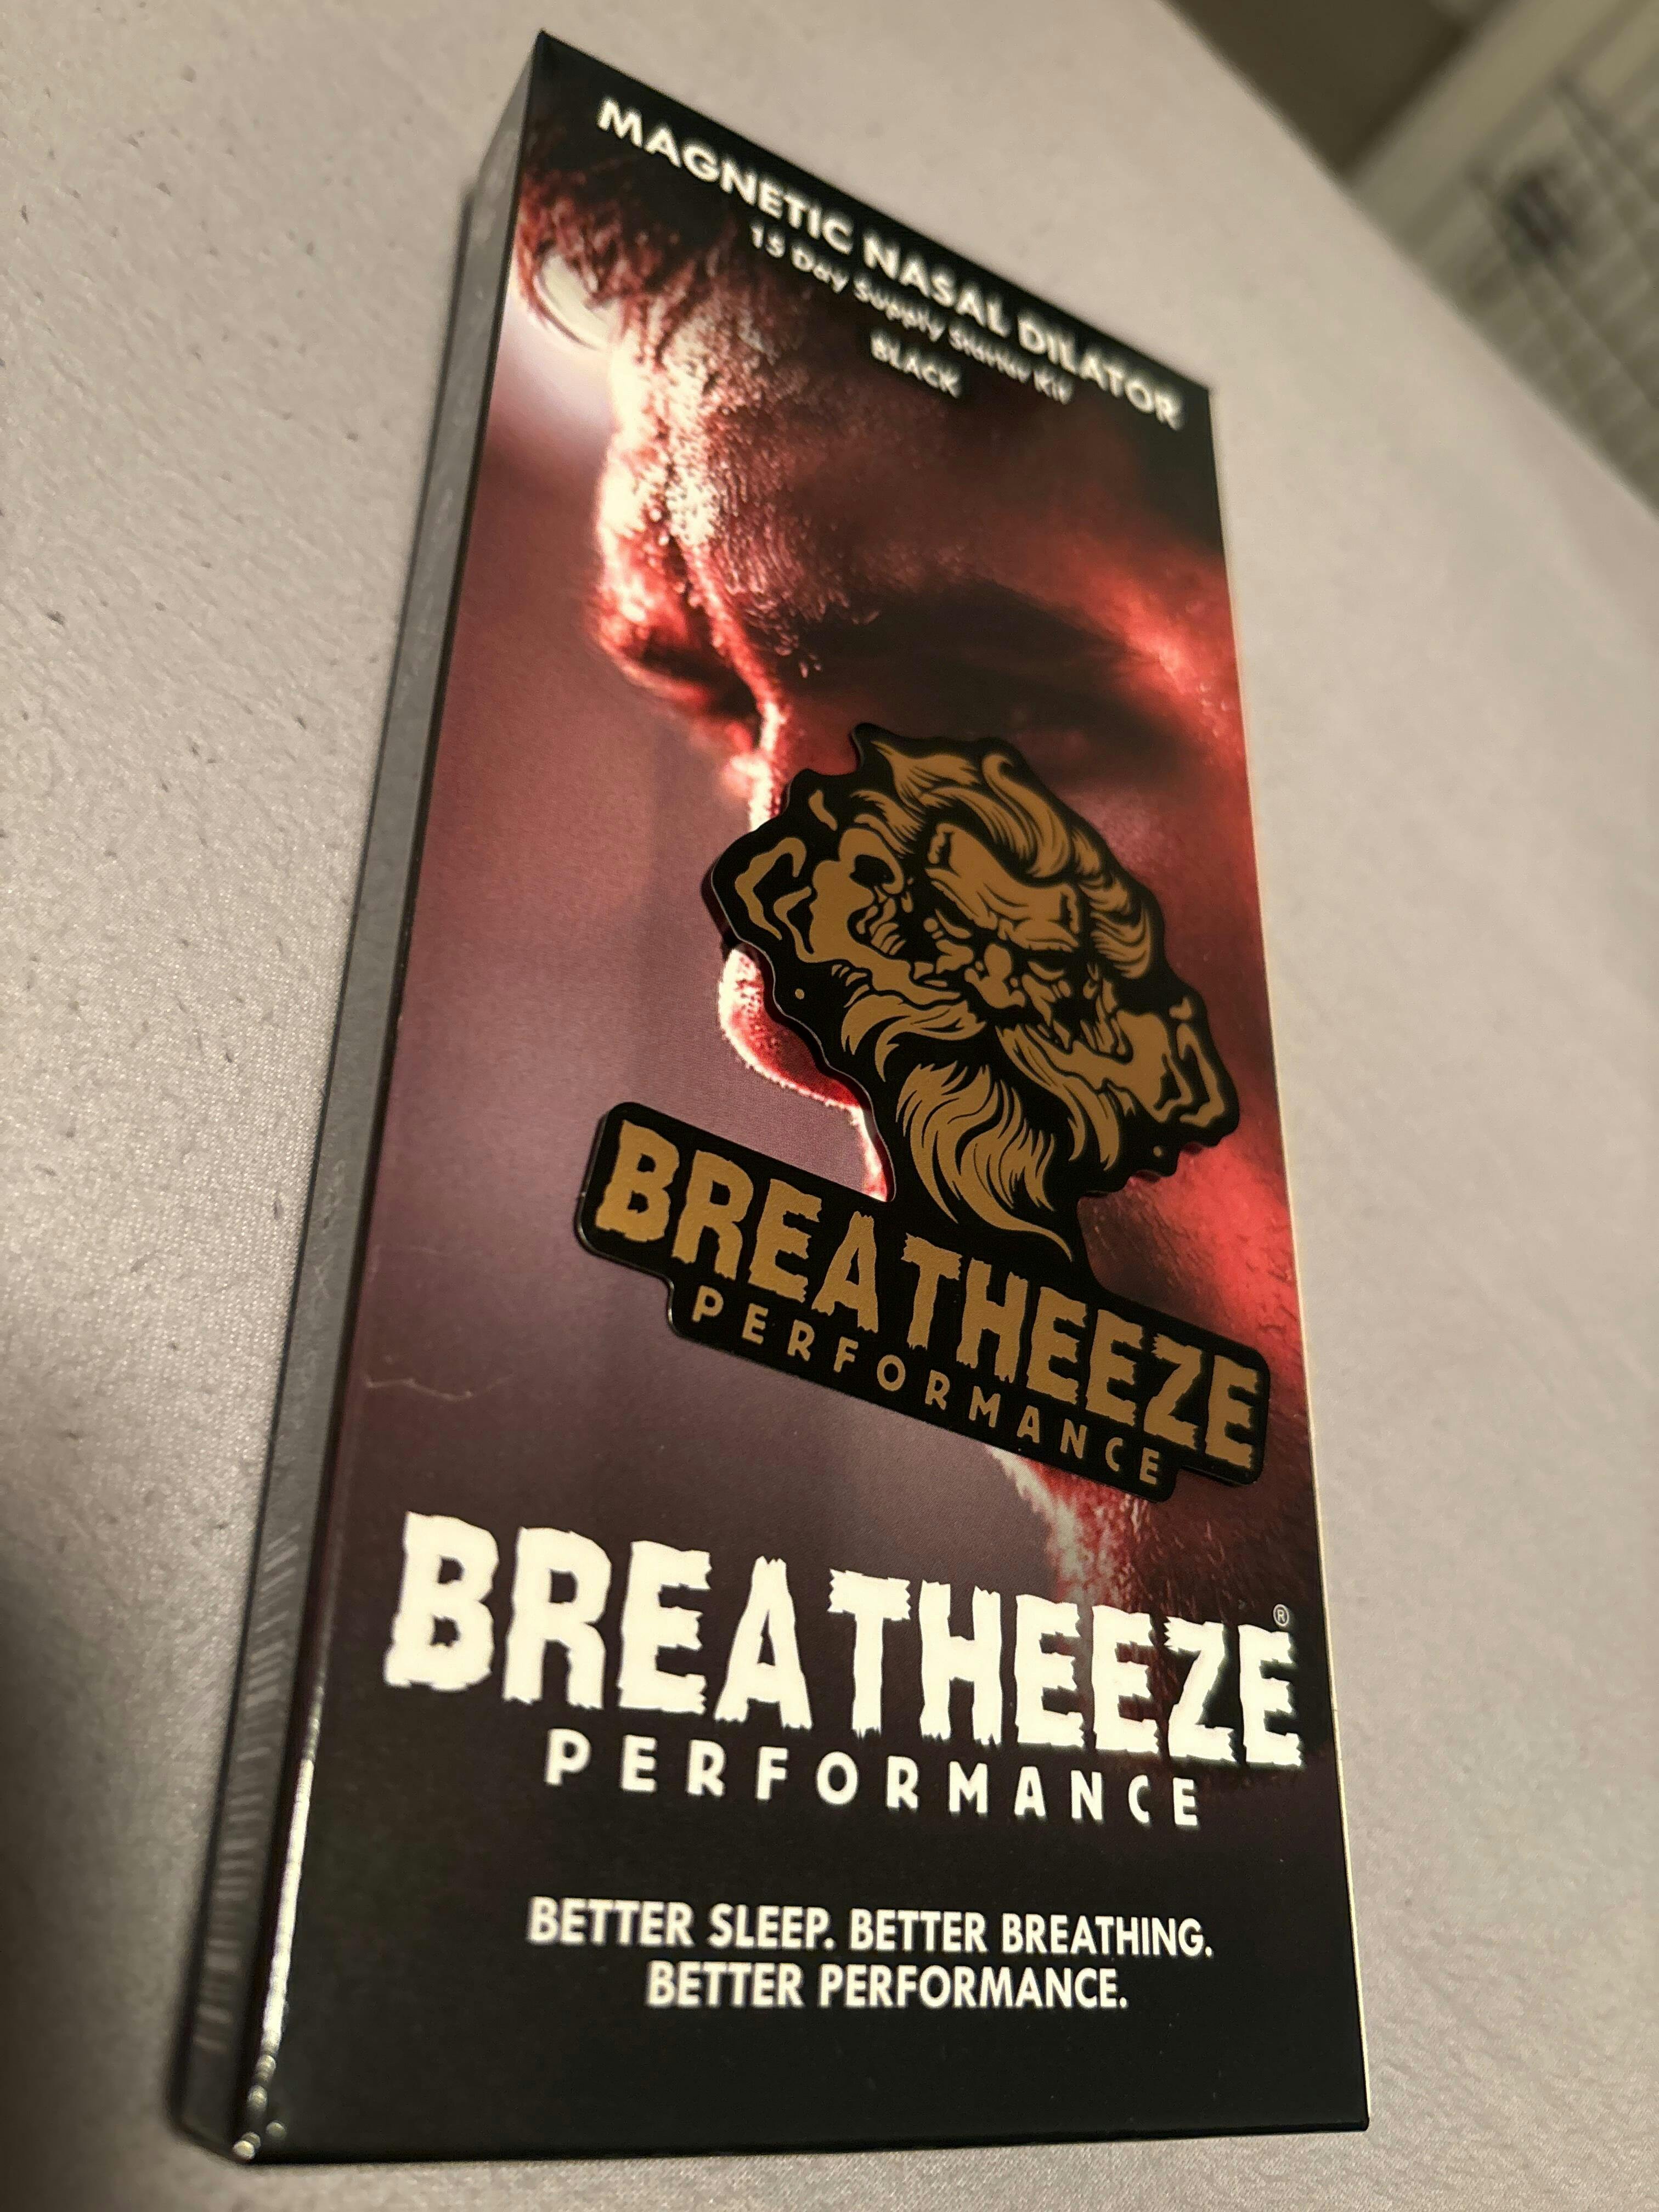 MAGNETIC NASAL DILATOR
15 Day Supply Starter Kit
BLACK
BREATHEEZE
PERFORMANCE
BREATHEEZE®
PERFORMANCE
BETTER SLEEP. BETTER BREATHING.
BETTER PERFORMANCE.